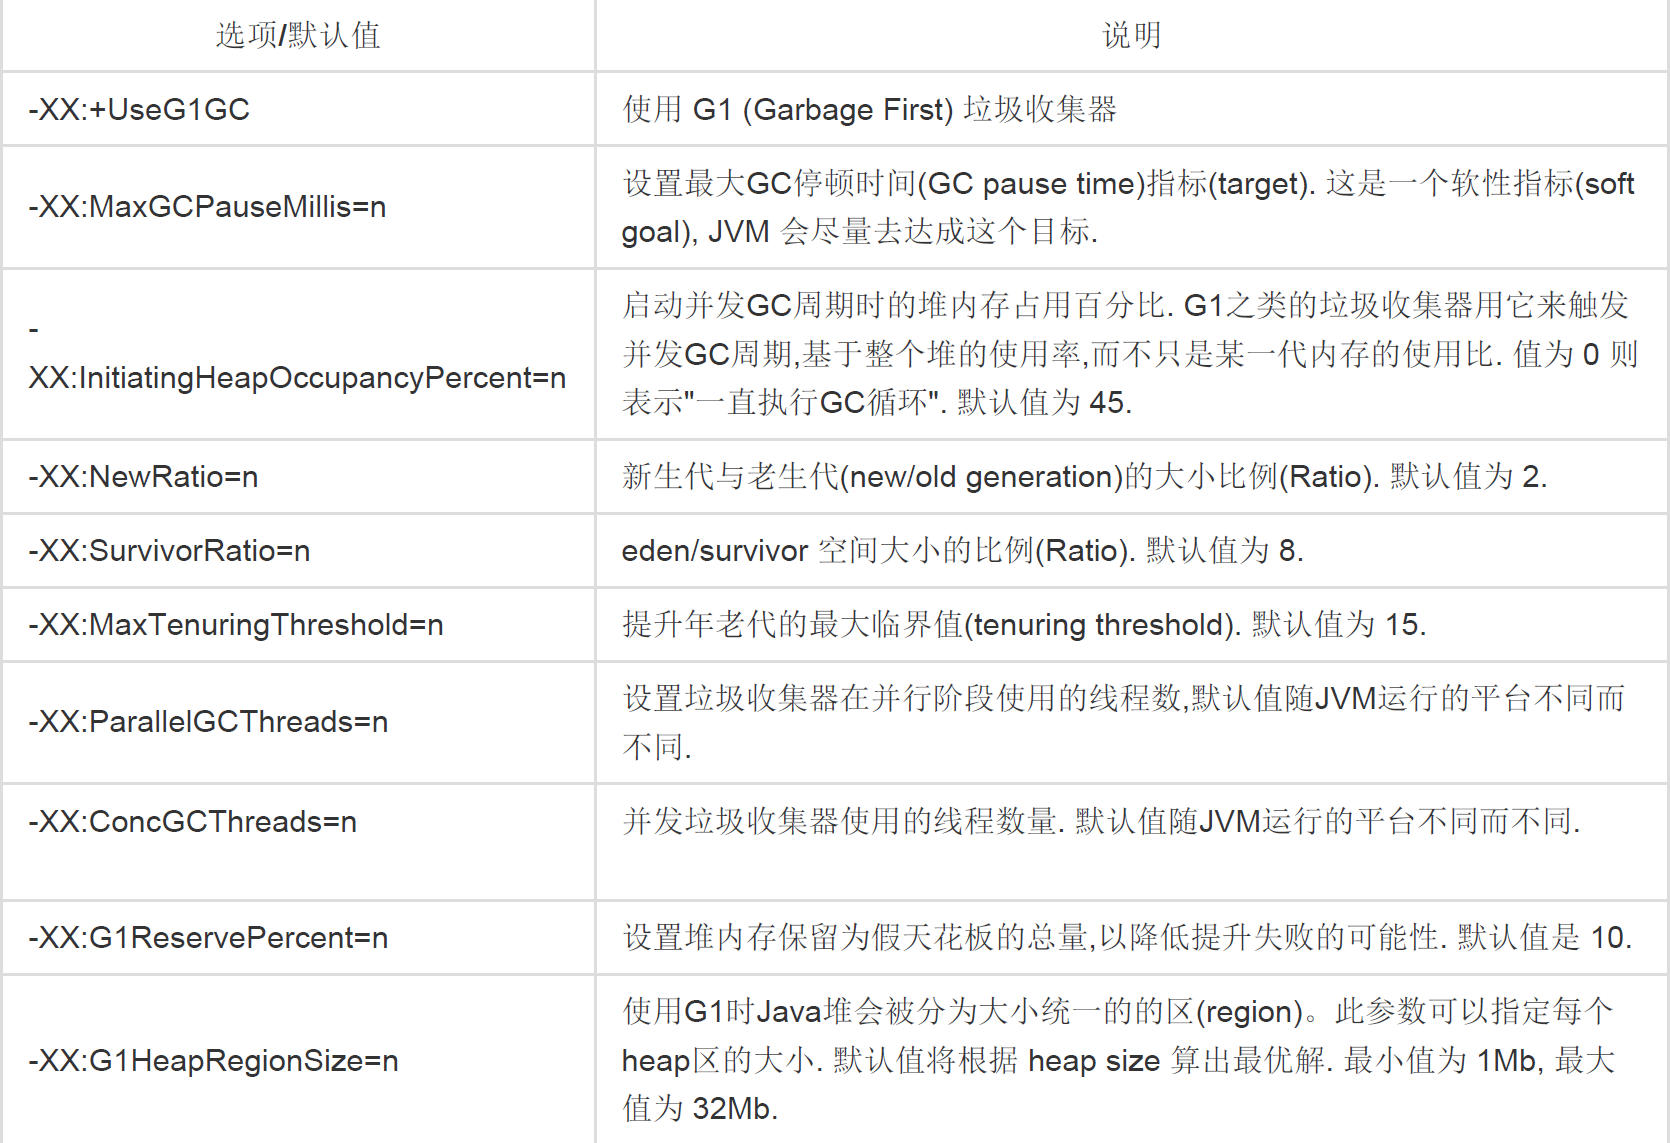 选项/默认值
说明
-XX:+UseG1GC
使用 G1 (Garbage First) 垃圾收集器
-XX:MaxGCPauseMillis=n
设置最大GC停顿时间(GC pause time)指标(target). 这是一个软性指标(soft
goal), JVM 会尽量去达成这个目标.
-
XX:InitiatingHeapOccupancyPercent=n
启动并发GC周期时的堆内存占用百分比. G1之类的垃圾收集器用它来触发
并发GC周期,基于整个堆的使用率,而不只是某一代内存的使用比. 值为 0 则
表示"一直执行GC循环". 默认值为 45.
-XX:NewRatio=n
新生代与老生代(new/old generation)的大小比例(Ratio). 默认值为 2.
-XX:SurvivorRatio=n
eden/survivor 空间大小的比例(Ratio). 默认值为 8.
-XX:MaxTenuringThreshold=n
提升年老代的最大临界值(tenuring threshold). 默认值为 15.
-XX:ParallelGCThreads=n
设置垃圾收集器在并行阶段使用的线程数,默认值随JVM运行的平台不同而
不同.
-XX:ConcGCThreads=n
并发垃圾收集器使用的线程数量. 默认值随JVM运行的平台不同而不同.
-XX:G1ReservePercent=n
设置堆内存保留为假天花板的总量,以降低提升失败的可能性. 默认值是 10.
-XX:G1HeapRegionSize=n
使用G1时Java堆会被分为大小统一的的区(region)。此参数可以指定每个
heap区的大小. 默认值将根据 heap size 算出最优解. 最小值为 1Mb, 最大
值为 32Mb.